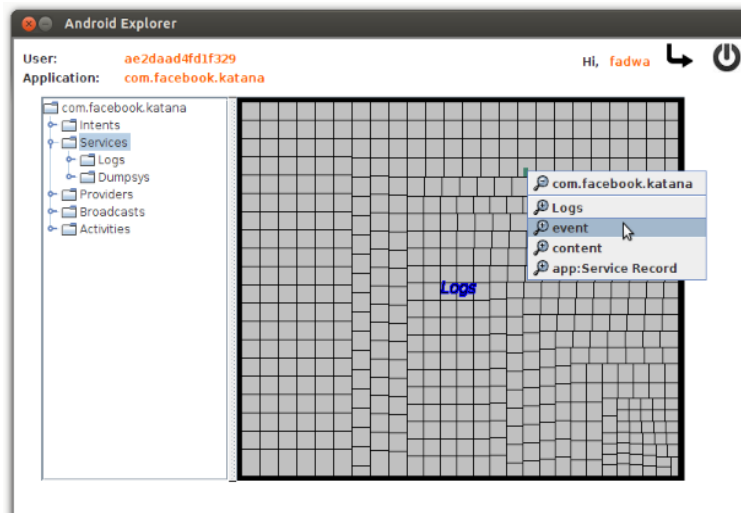 Android Explorer
User: ae2daad4fd1f329
Hi, fadwa
Application: com.facebook.katana
com.facebook.katana
Intents
Services
Logs
Dumpsys
Providers
Broadcasts
Activities
Logs
com.facebook.katana
Logs
event
content
app:Service Record